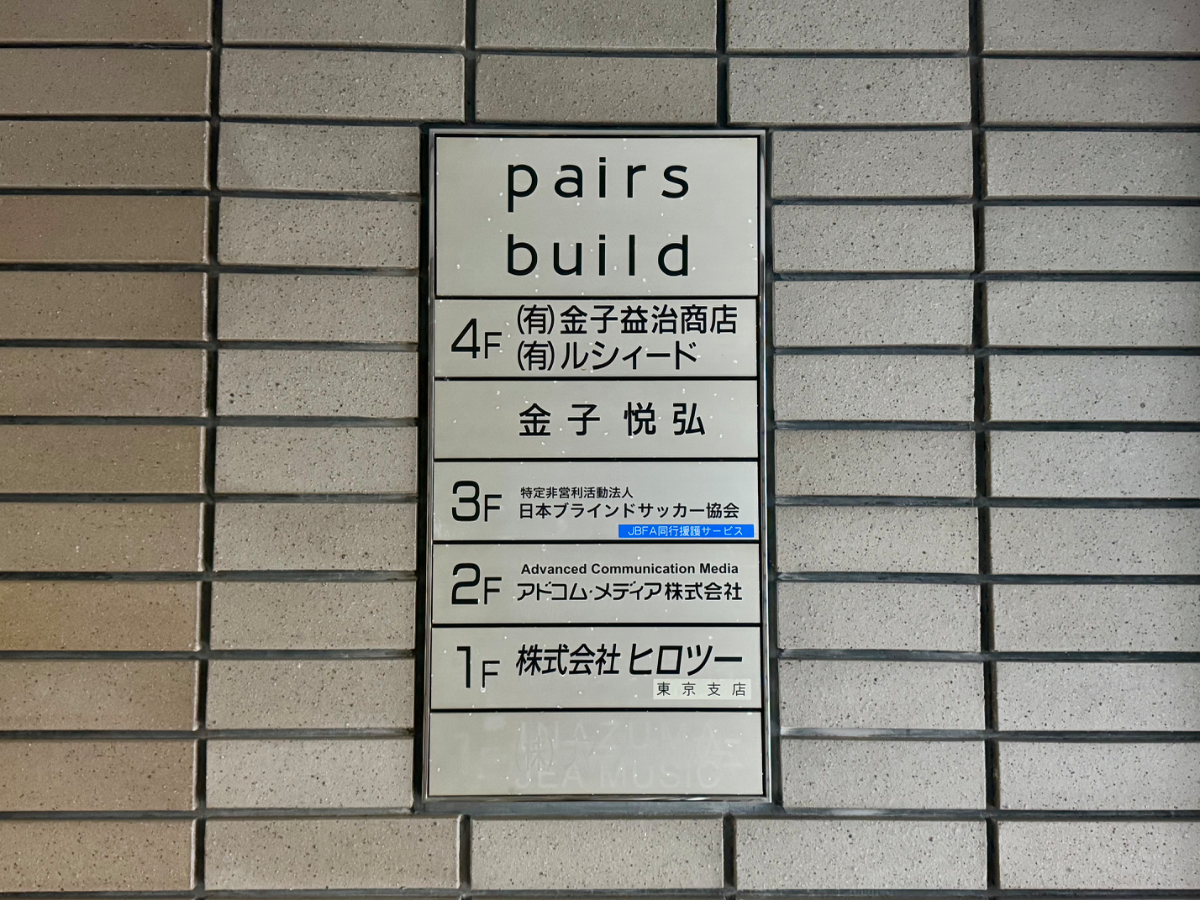 pairs
build
4F
(有)金子益治商店
(有)ルシィード
金子 悦弘
3F
特定非営利活動法人
日本ブラインドサッカー協会
JBFA同行援護サービス
2F
Advanced Communication Media
アドコム・メディア株式会社
1F
株式会社 ヒロツー
東京支店
INAZUMA
SEA MUSIC